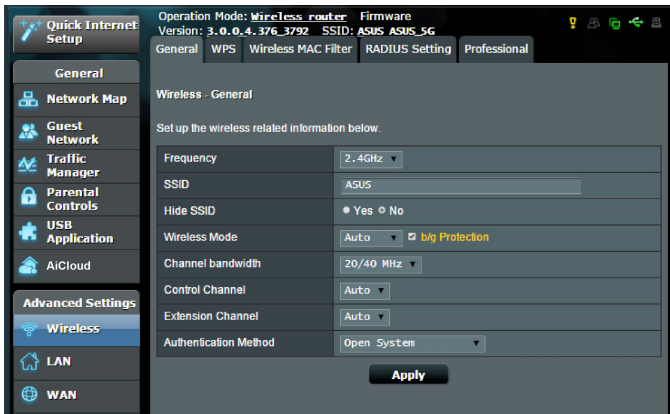 Quick Internet
Setup
Operation Mode: Wireless router Firmware
Version: 3.0.0.4.376_3792 SSID: ASUS ASUS_5G
General WPS Wireless MAC Filter RADIUS Setting Professional
General
Network Map
Guest
Network
Traffic
Manager
Parental
Controls
USB
Application
AiCloud
Advanced Settings
Wireless
LAN
WAN
Wireless - General
Set up the wireless related information below.
Frequency 2.4GHz
SSID ASUS
Hide SSID Yes No
Wireless Mode Auto b/g Protection
Channel bandwidth 20/40 MHz
Control Channel Auto
Extension Channel Auto
Authentication Method Open System
Apply